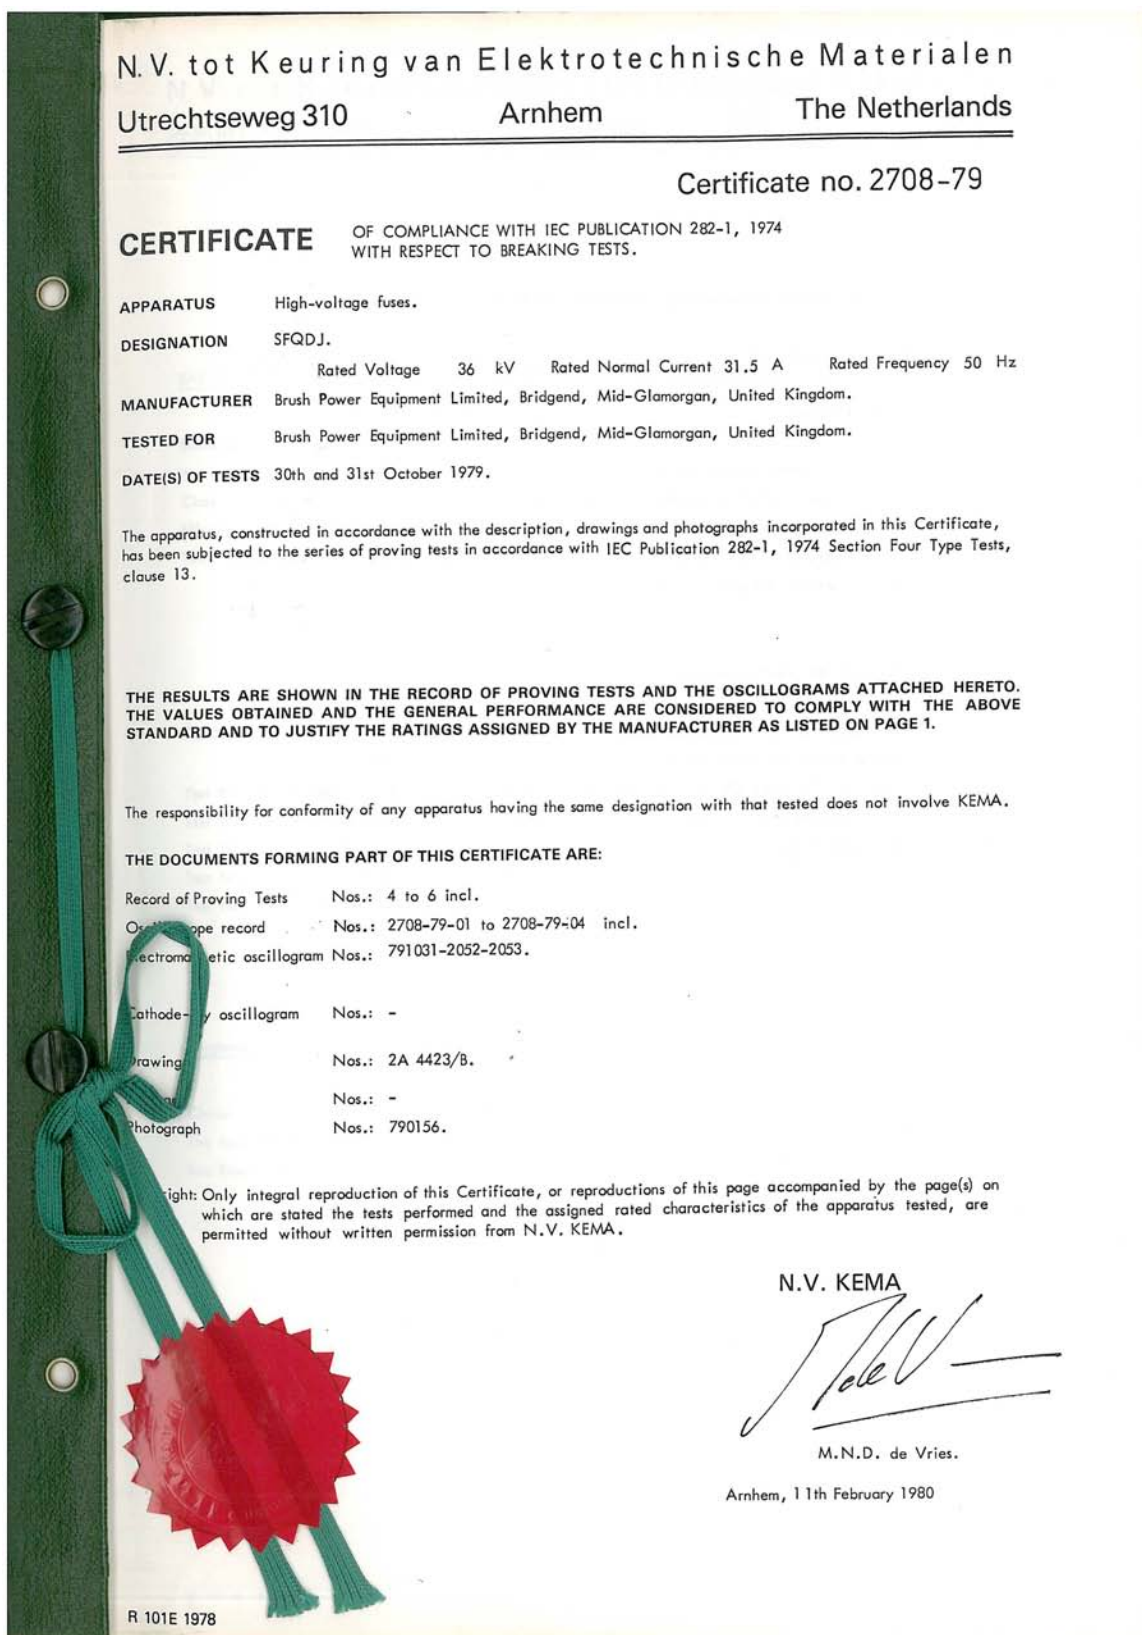 N.V. tot Keuring van Elektrotechnische Materialen
Utrechtseweg 310 Arnhem The Netherlands
Certificate no. 2708-79
CERTIFICATE OF COMPLIANCE WITH IEC PUBLICATION 282-1, 1974
WITH RESPECT TO BREAKING TESTS.
APPARATUS High-voltage fuses.
DESIGNATION SFQDJ.
Rated Voltage 36 kV Rated Normal Current 31.5 A Rated Frequency 50 Hz
MANUFACTURER Brush Power Equipment Limited, Bridgend, Mid-Glamorgan, United Kingdom.
TESTED FOR Brush Power Equipment Limited, Bridgend, Mid-Glamorgan, United Kingdom.
DATE(S) OF TESTS 30th and 31st October 1979.
The apparatus, constructed in accordance with the description, drawings and photographs incorporated in this Certificate,
has been subjected to the series of proving tests in accordance with IEC Publication 282-1, 1974 Section Four Type Tests,
clause 13.
THE RESULTS ARE SHOWN IN THE RECORD OF PROVING TESTS AND THE OSCILLOGRAMS ATTACHED HERETO.
THE VALUES OBTAINED AND THE GENERAL PERFORMANCE ARE CONSIDERED TO COMPLY WITH THE ABOVE
STANDARD AND TO JUSTIFY THE RATINGS ASSIGNED BY THE MANUFACTURER AS LISTED ON PAGE 1.
The responsibility for conformity of any apparatus having the same designation with that tested does not involve KEMA.
THE DOCUMENTS FORMING PART OF THIS CERTIFICATE ARE:
Record of Proving Tests Nos.: 4 to 6 incl.
record Nos.: 2708-79-01 to 2708-79-04 incl.
oscillogram Nos.: 791031-2052-2053.
oscillogram Nos.: -
Drawing Nos.: 2A 4423/B.
Nos.: -
Photograph Nos.: 790156.
Only integral reproduction of this Certificate, or reproductions of this page accompanied by the page(s) on
which are stated the tests performed and the assigned rated characteristics of the apparatus tested, are
permitted without written permission from N.V. KEMA.
N.V. KEMA
M.N.D. de Vries.
Arnhem, 11th February 1980
R 101E 1978